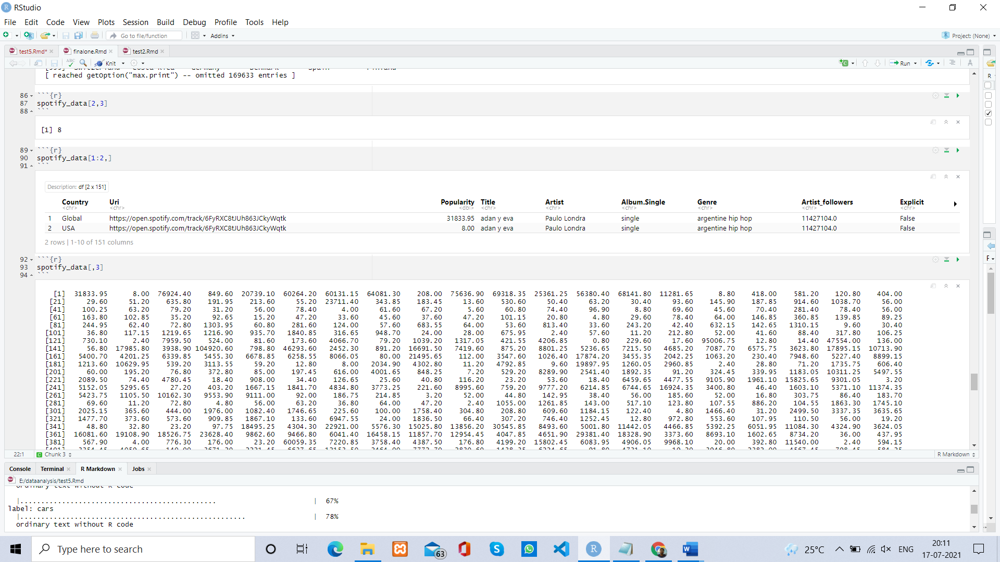 RStudio
File Edit Code View Plots Session Build Debug Profile Tools Help
Go to file/function Addins Project: (None)
test5.Rmd* finalone.Rmd test2.Rmd
ABC Knit Run
[ reached getOption("max.print") -- omitted 169633 entries ]
86 ```{r}
87 spotify_data[2,3]
88 ```
[1] 8
89 ```{r}
90 spotify_data[1:2,]
91 ```
Description: df [2 x 151]
Country Uri Popularity Title Artist Album.Single Genre Artist_followers Explicit
<chr> <chr> <dbl> <chr> <chr> <chr> <chr> <chr> <chr>
1 Global https://open.spotify.com/track/6FyRXC8tJUh863JCkyWqtk 31833.95 adan y eva Paulo Londra single argentine hip hop 11427104.0 False
2 USA https://open.spotify.com/track/6FyRXC8tJUh863JCkyWqtk 8.00 adan y eva Paulo Londra single argentine hip hop 11427104.0 False
2 rows | 1-10 of 151 columns
92 ```{r}
93 spotify_data[,3]
94 ```
[1] 31833.95 8.00 76924.40 849.60 20739.10 60264.20 60131.15 64081.30 208.00 75636.90 69318.35 25361.25 56380.40 68141.80 11281.65 8.80 418.00 581.20 120.80 404.00
[21] 29.60 51.20 635.80 191.95 213.60 55.20 23711.40 343.85 183.45 13.60 530.60 50.40 63.20 30.40 93.60 145.90 187.85 914.60 1038.70 56.00
[41] 100.25 63.20 79.20 31.20 56.00 78.40 4.00 61.60 67.20 5.60 60.80 74.40 96.90 8.80 69.60 45.60 70.40 281.40 78.40 56.00
[61] 163.80 102.85 35.20 92.65 15.20 47.20 33.60 45.60 37.60 47.20 101.15 20.80 4.80 29.60 78.40 64.00 146.85 360.85 139.85 89.25
[81] 244.95 62.40 72.80 1303.95 60.80 281.60 124.00 57.60 683.55 64.00 53.60 813.40 33.60 243.20 42.40 632.15 142.65 1310.15 9.60 30.40
[101] 36.80 117.15 1219.65 1216.90 935.70 1840.85 316.65 948.70 24.00 28.00 675.95 2.40 57.60 11.20 212.80 52.00 41.60 88.40 317.80 106.25
[121] 730.10 2.40 7959.50 524.00 81.60 173.60 4066.70 79.20 1039.20 1317.05 421.55 4206.85 0.80 229.60 17.60 95006.75 12.80 14.40 47554.00 136.00
[141] 56.80 17985.80 3938.90 104920.60 798.80 46293.60 2452.30 891.20 16691.50 7419.60 875.20 8801.25 5236.65 7215.50 4685.20 7087.70 6575.75 3623.80 17895.15 10713.90
[161] 5400.70 4201.25 6339.85 5455.30 6678.85 6258.55 8066.05 80.00 21495.65 112.00 3547.60 1026.40 17874.20 3455.35 2042.25 1063.20 230.40 7948.60 5227.40 8899.15
[181] 1213.60 10629.95 539.20 3113.55 59.20 12.80 8.00 2034.90 4302.80 11.20 4792.85 9.60 19897.95 1260.05 2960.85 2.40 28.80 71.20 1735.75 606.40
[201] 60.00 195.20 76.80 372.80 85.00 197.45 616.00 4001.65 848.25 7.20 529.20 8289.90 2541.40 1892.35 91.20 324.45 339.95 1183.05 10311.25 5497.55
[221] 2089.50 74.40 4780.45 18.40 908.00 34.40 126.65 25.60 40.80 116.20 23.20 53.60 18.40 6459.65 4477.55 9105.90 1961.10 15825.65 9301.05 3.20
[241] 5152.05 5295.65 27.20 403.20 1667.15 1841.70 4834.80 3773.25 221.60 8995.60 759.20 9777.20 6214.85 6744.65 16924.35 3400.80 46.40 1603.10 5371.10 11374.35
[261] 5423.75 1105.50 10162.30 9553.90 9111.00 92.00 186.75 214.85 3.20 52.00 44.80 142.95 38.40 56.00 185.60 52.00 16.80 303.75 86.40 183.70
[281] 69.60 11.20 72.80 4.80 56.00 63.20 36.80 64.00 47.20 2.40 1055.00 1261.85 143.00 517.10 123.80 107.55 886.20 104.55 1863.30 1745.10
[301] 2025.15 365.60 444.00 1976.00 1082.40 1746.65 225.60 100.00 1758.40 304.80 208.80 609.60 1184.15 122.40 4.80 1466.40 31.20 2499.50 3337.35 3635.65
[321] 1477.70 373.60 573.60 909.85 1867.10 133.60 6947.55 24.00 1836.50 66.40 307.20 746.40 1252.45 12.80 972.80 553.60 107.95 110.50 56.00 19.20
[341] 48.80 32.80 23.20 97.75 18495.25 4304.30 22921.00 5576.30 15025.80 13856.20 30545.85 8493.60 5001.80 11442.05 4466.85 5392.25 6051.95 11084.30 4324.90 3624.05
[361] 16081.60 19108.90 18526.75 23628.40 9862.60 9466.80 6041.40 16458.15 11857.70 12954.45 4047.85 4651.90 29381.40 18328.90 3373.60 8693.10 1602.65 8734.20 36.00 437.95
[381] 567.90 4.00 776.30 176.00 23.20 60059.35 7220.85 3758.40 4387.50 176.80 4199.20 15802.45 6083.95 4906.05 9968.10 20.00 392.80 11540.00 2.40 594.15
22:1 Chunk 3 R Markdown
Console Terminal R Markdown Jobs
E:/dataanalysis/test5.Rmd
ordinary text without R code
|.............................................. | 67%
label: cars
|...................................................... | 78%
ordinary text without R code
Type here to search 63 25°C ENG 20:11
17-07-2021